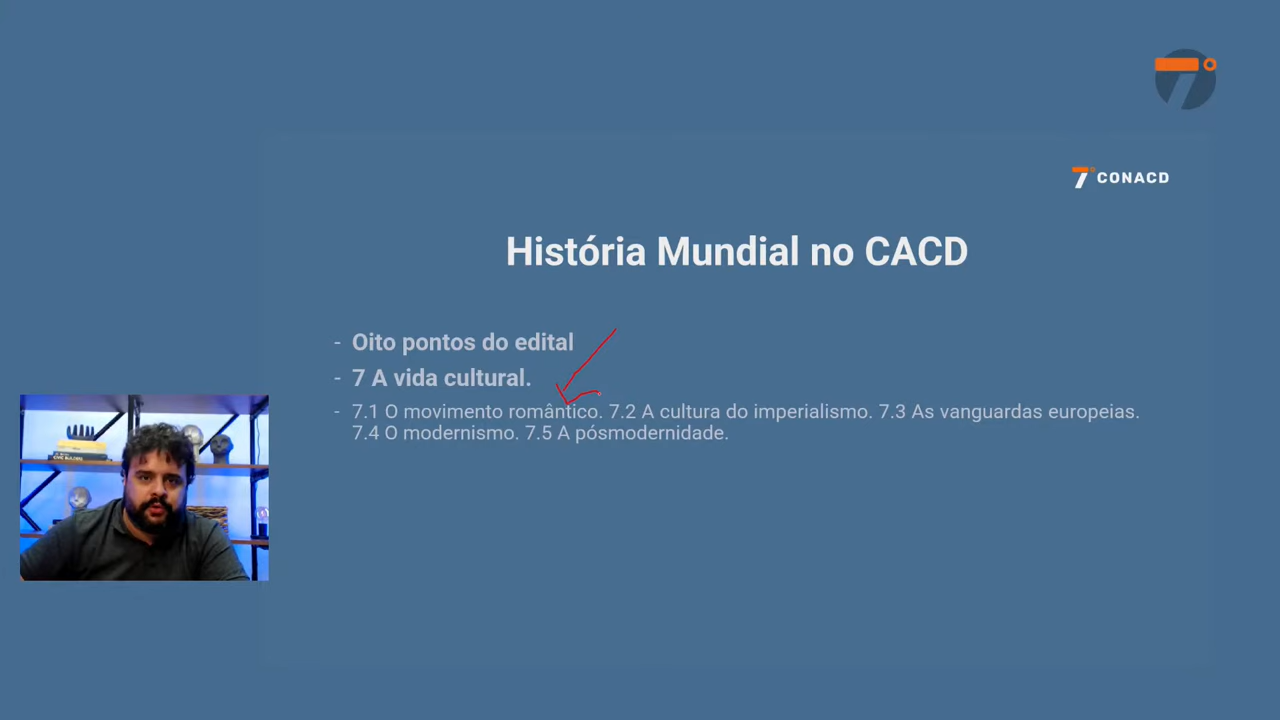 7° CONACD
História Mundial no CACD
- Oito pontos do edital
- 7 A vida cultural.
- 7.1 O movimento romântico. 7.2 A cultura do imperialismo. 7.3 As vanguardas europeias.
7.4 O modernismo. 7.5 A pósmodernidade.